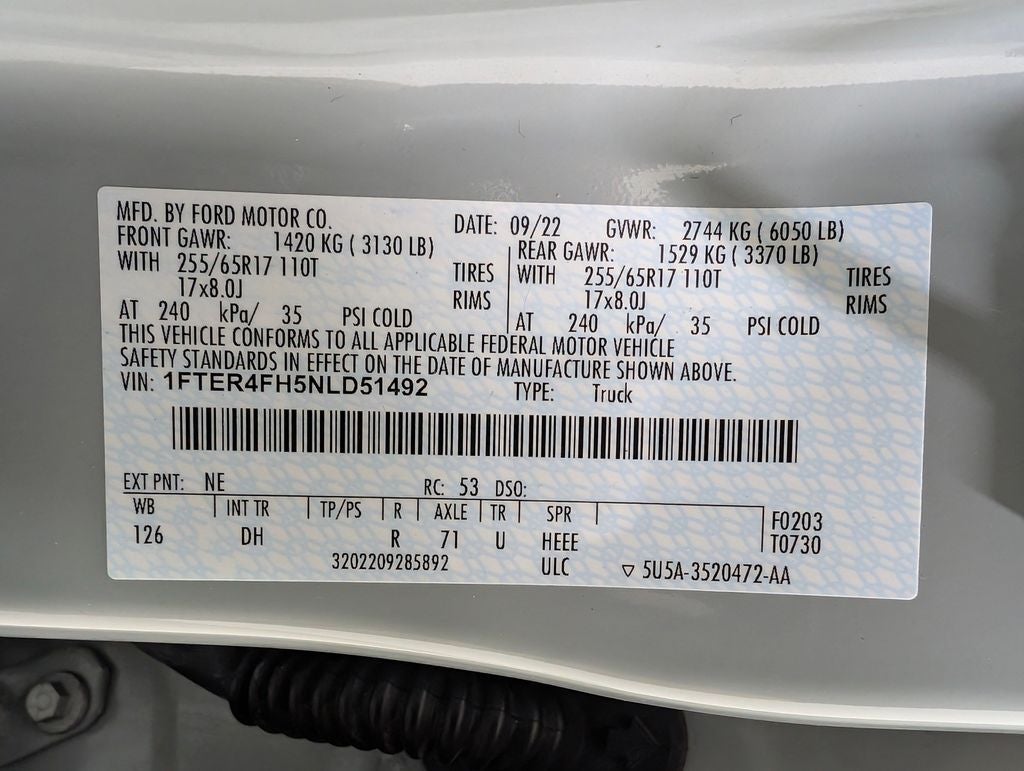 MFD. BY FORD MOTOR CO. DATE: 09/22 GVWR: 2744 KG ( 6050 LB)
FRONT GAWR: 1420 KG ( 3130 LB) REAR GAWR: 1529 KG ( 3370 LB)
WITH 255/65R17 110T TIRES WITH 255/65R17 110T TIRES
17x8.0J RIMS 17x8.0J RIMS
AT 240 kPa/ 35 PSI COLD AT 240 kPa/ 35 PSI COLD
THIS VEHICLE CONFORMS TO ALL APPLICABLE FEDERAL MOTOR VEHICLE
SAFETY STANDARDS IN EFFECT ON THE DATE OF MANUFACTURE SHOWN ABOVE.
VIN: 1FTER4FH5NLD51492 TYPE: Truck
EXT PNT: NE RC: 53 DSO:
WB INT TR TP/PS R AXLE TR SPR F0203
126 DH R 71 U HEEE T0730
3202209285892 ULC ▽ 5U5A-3520472-AA